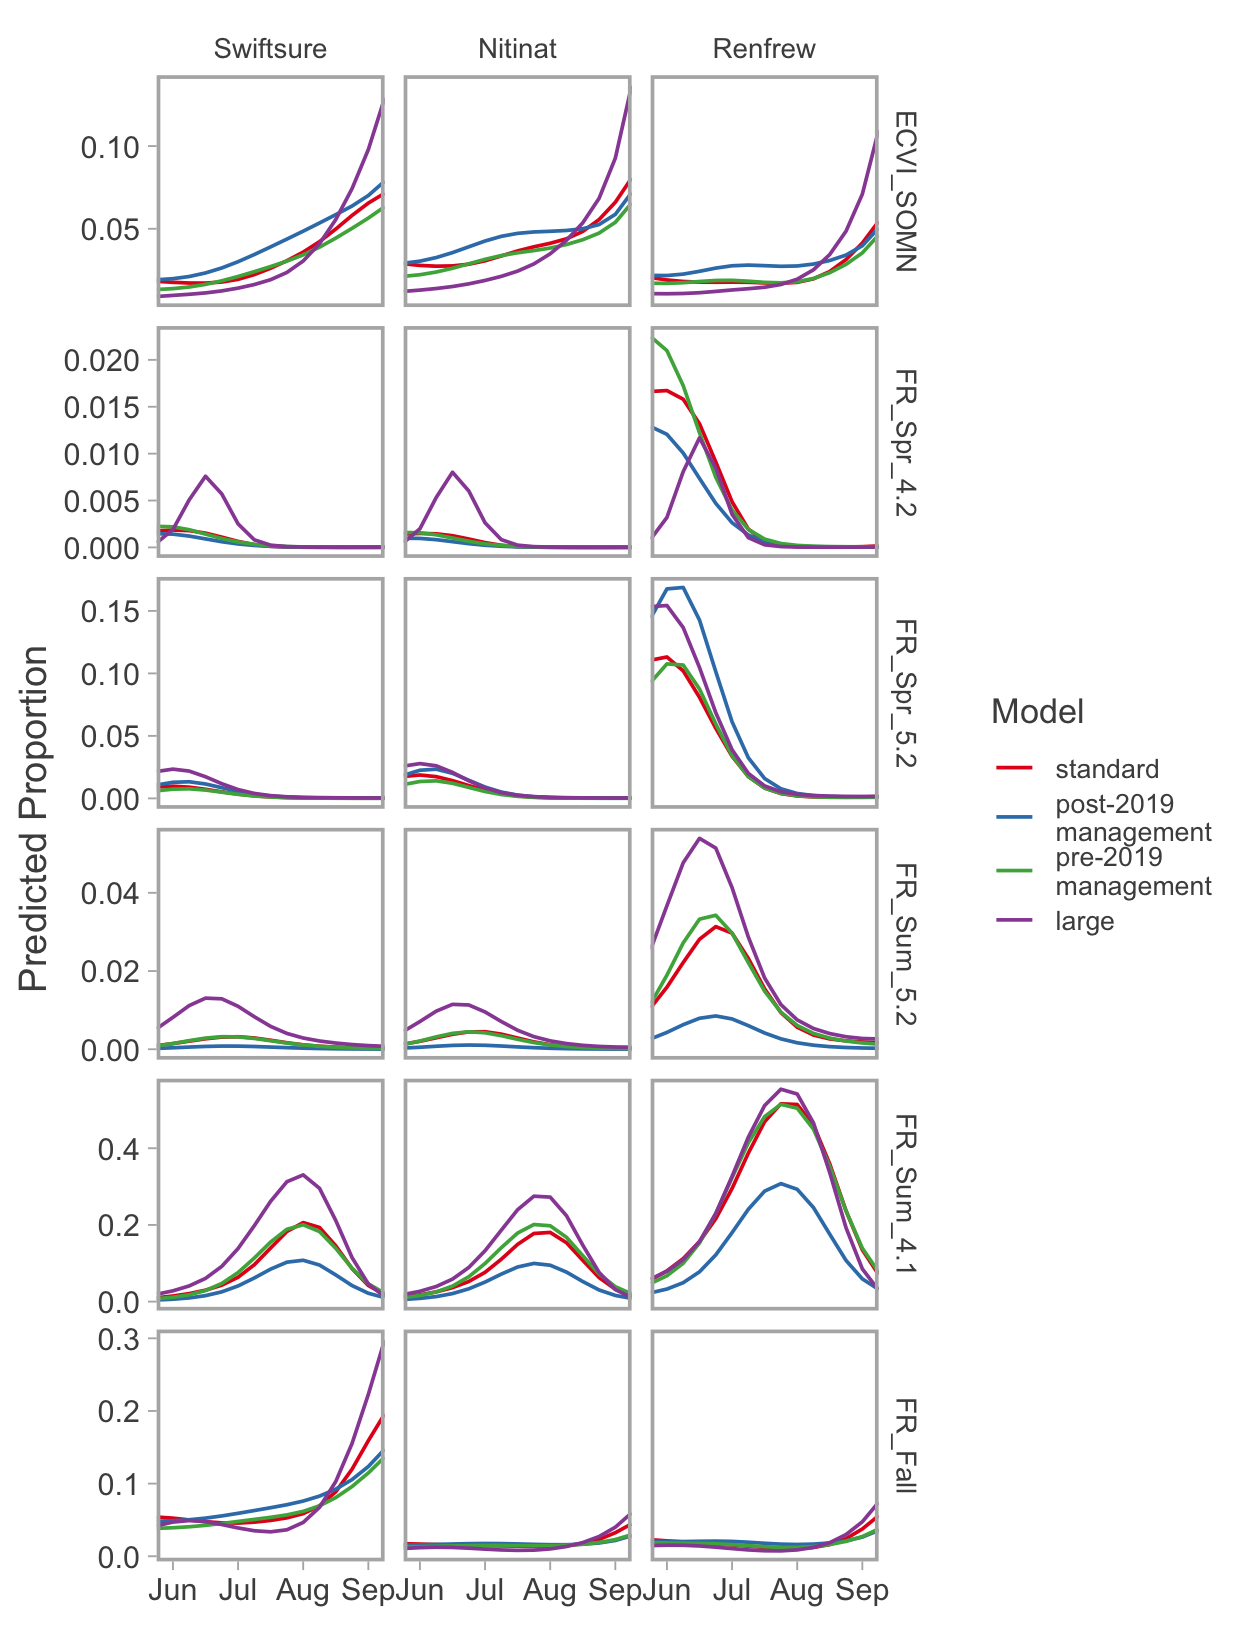 Swiftsure Nitinat Renfrew
0.10
0.05
ECVI_SOMN
0.020
0.015
0.010
0.005
0.000
FR_Spr_4.2
0.15
0.10
0.05
0.00
FR_Spr_5.2
0.04
0.02
0.00
FR_Sum_5.2
0.4
0.2
0.0
FR_Sum_4.1
0.3
0.2
0.1
0.0
FR_Fall
Jun Jul Aug Sep Jun Jul Aug Sep Jun Jul Aug Sep
Predicted Proportion
Model
standard
post-2019
management
pre-2019
management
large